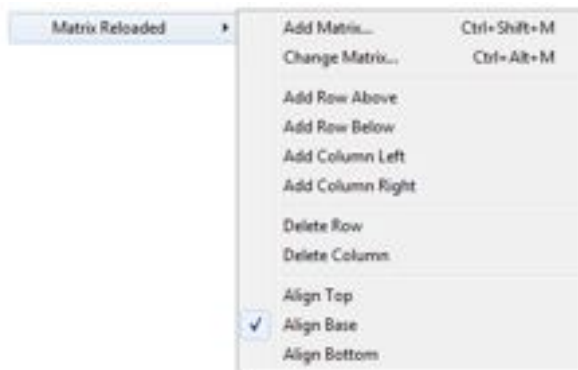 Matrix Reloaded
Add Matrix... Ctrl+Shift+M
Change Matrix... Ctrl+Alt+M
Add Row Above
Add Row Below
Add Column Left
Add Column Right
Delete Row
Delete Column
Align Top
Align Base
Align Bottom